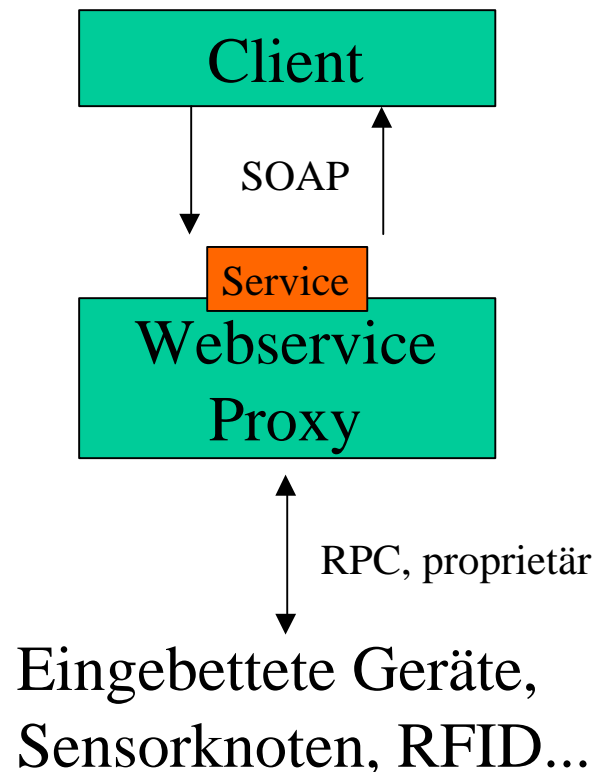 Client
SOAP
Service
Webservice
Proxy
RPC, proprietär
Eingebettete Geräte,
Sensorknoten, RFID...